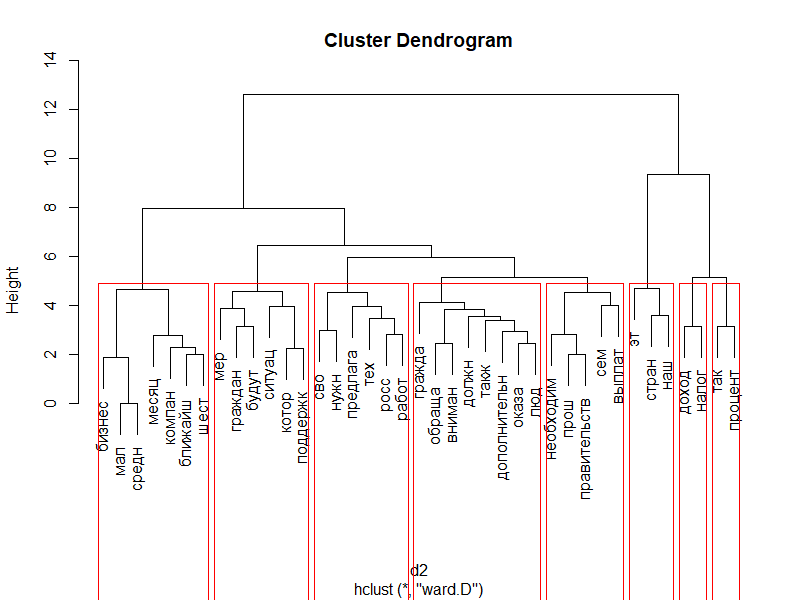 Cluster Dendrogram
Height
14
12
10
8
6
4
2
0
бизнес
мал
средн
месяц
компан
ближайш
шест
мер
граждан
будут
ситуац
котор
поддержк
сво
нужн
предлага
тех
росс
работ
гражда
обраща
вниман
должн
такж
дополнительн
оказа
люд
необходим
прош
правительств
сем
выплат
эт
стран
наш
доход
налог
так
процент
d2
hclust (*, "ward.D")